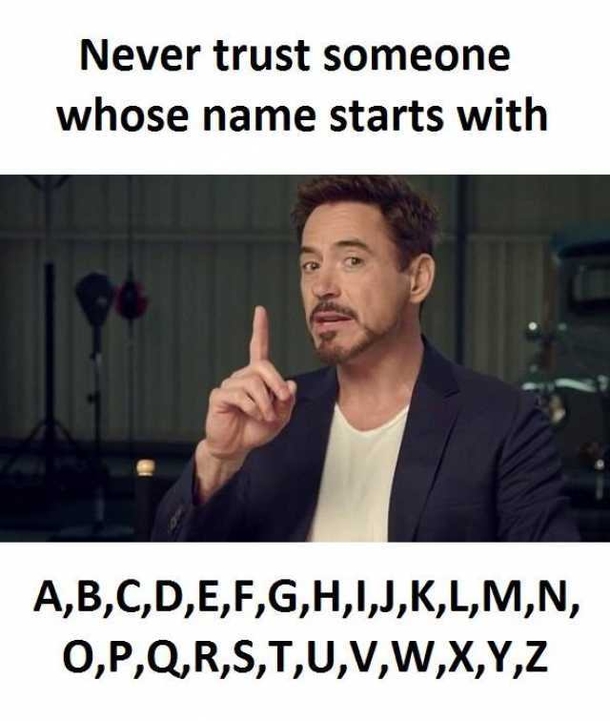 Never trust someone
whose name starts with
A,B,C,D,E,F,G,H,I,J,K,L,M,N,
O,P,Q,R,S,T,U,V,W,X,Y,Z